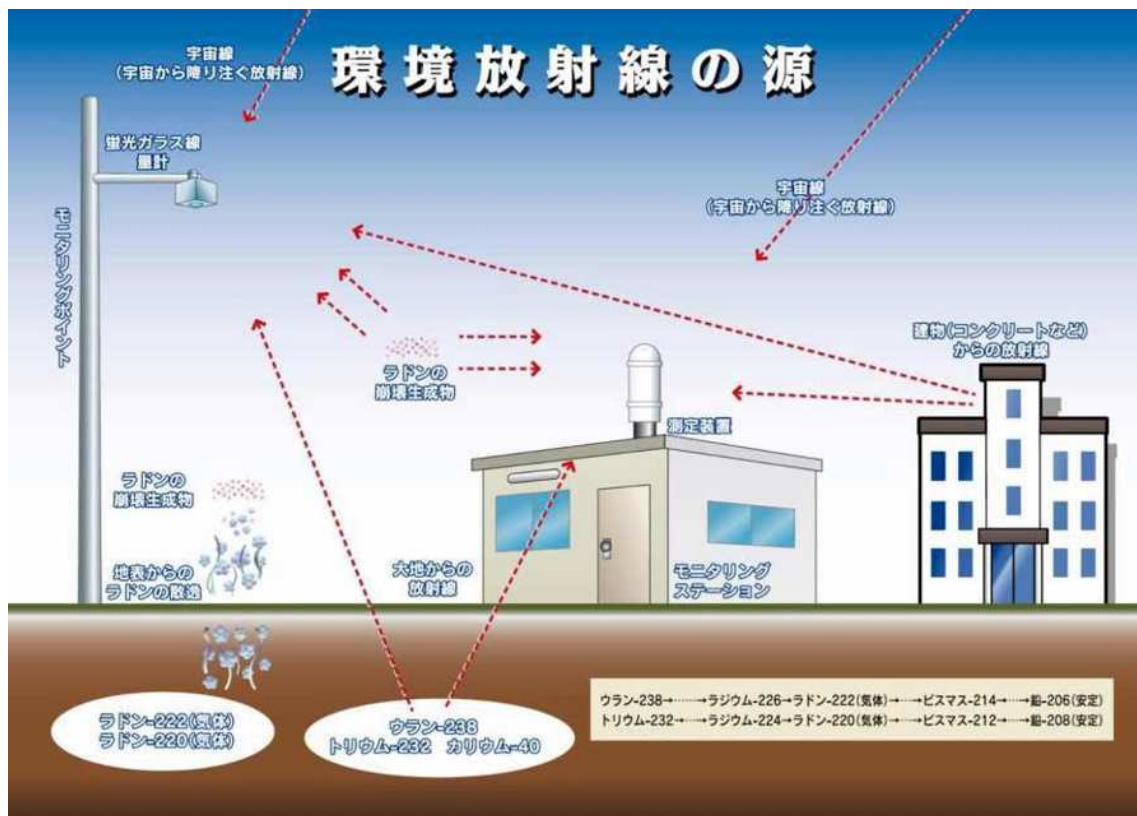 環境放射線の源
宇宙線
(宇宙から降り注ぐ放射線)
蛍光ガラス線
量計
モニタリングポイント
宇宙線
(宇宙から降り注ぐ放射線)
建物(コンクリートなど)
からの放射線
ラドンの
崩壊生成物
測定装置
ラドンの
崩壊生成物
地表からの
ラドンの散逸
大地からの
放射線
モニタリング
ステーション
ラドン-222(気体)
ラドン-220(気体)
ウラン-238
トリウム-232 カリウム-40
ウラン-238→……→ラジウム-226→ラドン-222(気体)→…→ビスマス-214→…→鉛-206(安定)
トリウム-232→…→ラジウム-224→ラドン-220(気体)→…→ビスマス-212→…→鉛-208(安定)